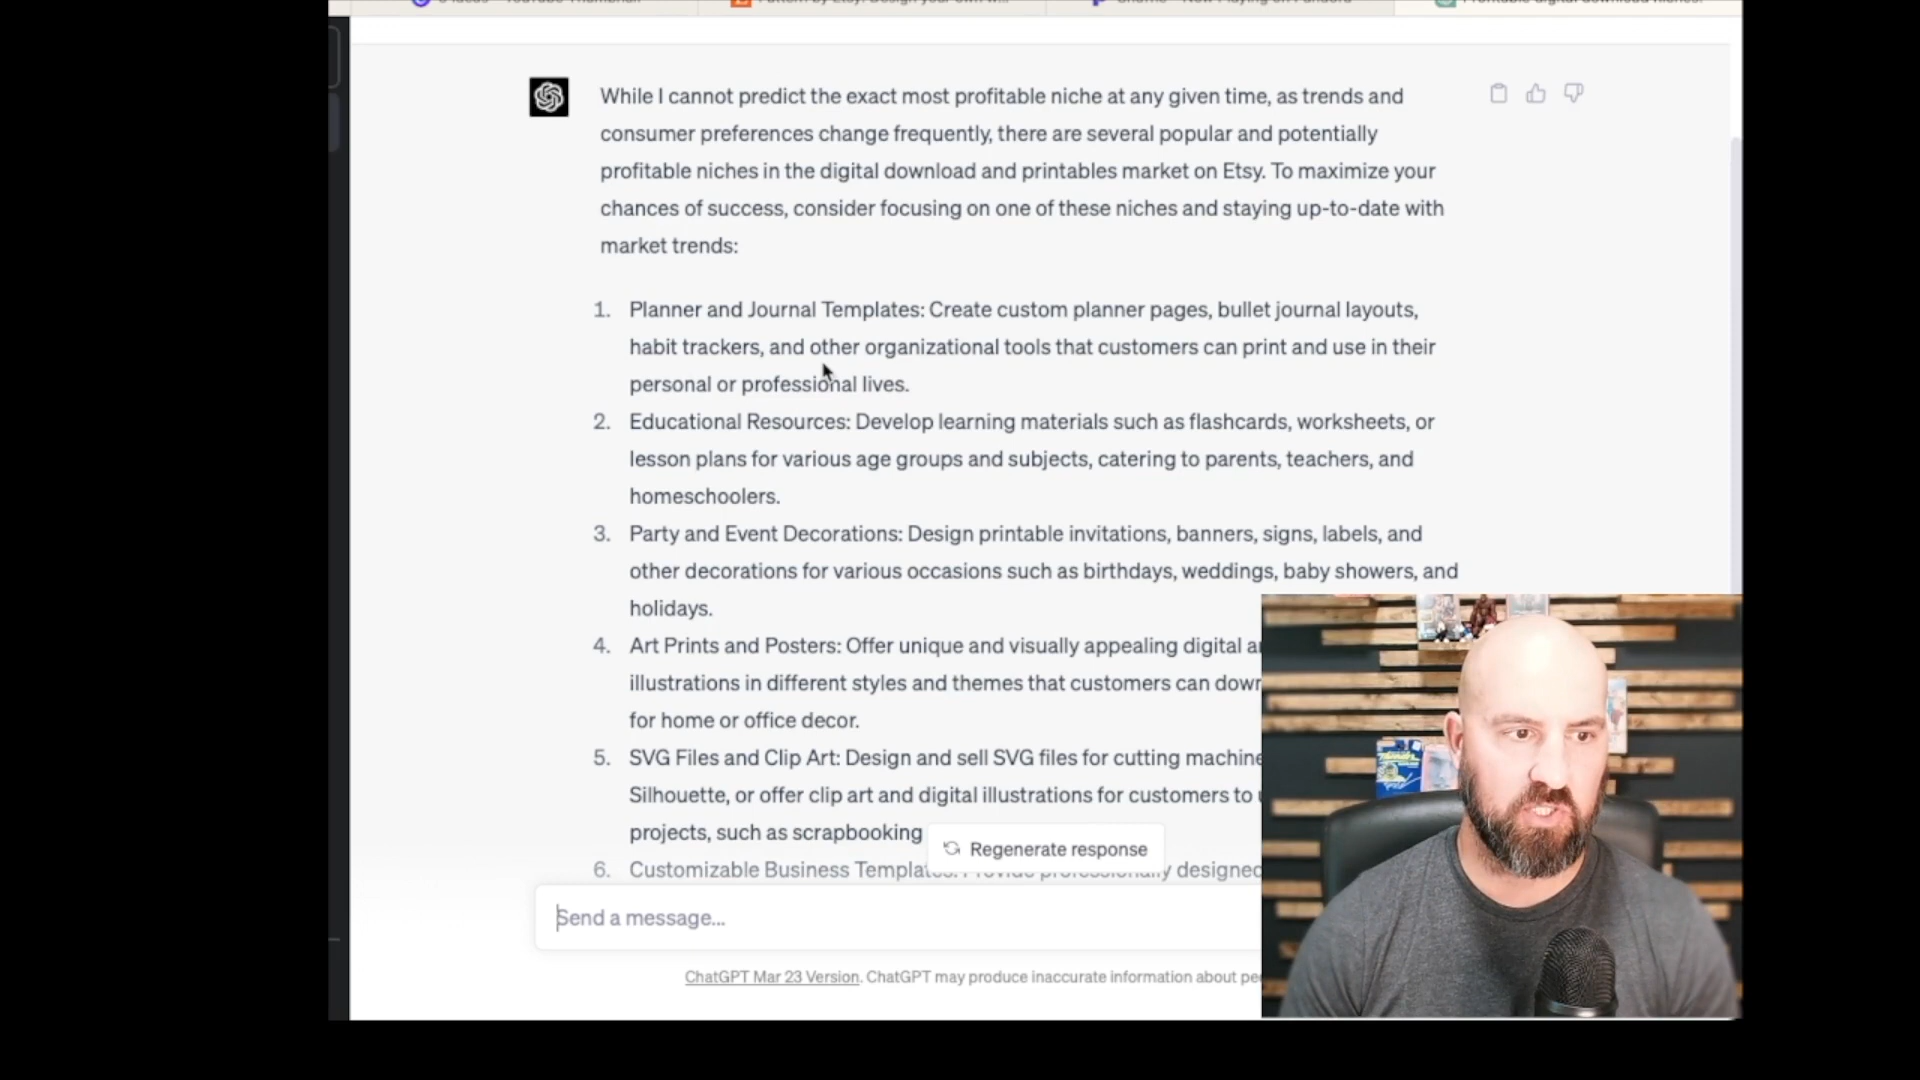 While I cannot predict the exact most profitable niche at any given time, as trends and
consumer preferences change frequently, there are several popular and potentially
profitable niches in the digital download and printables market on Etsy. To maximize your
chances of success, consider focusing on one of these niches and staying up-to-date with
market trends:
1. Planner and Journal Templates: Create custom planner pages, bullet journal layouts,
habit trackers, and other organizational tools that customers can print and use in their
personal or professional lives.
2. Educational Resources: Develop learning materials such as flashcards, worksheets, or
lesson plans for various age groups and subjects, catering to parents, teachers, and
homeschoolers.
3. Party and Event Decorations: Design printable invitations, banners, signs, labels, and
other decorations for various occasions such as birthdays, weddings, baby showers, and
holidays.
4. Art Prints and Posters: Offer unique and visually appealing digital
illustrations in different styles and themes that customers can
for home or office decor.
5. SVG Files and Clip Art: Design and sell SVG files for cutting machine
Silhouette, or offer clip art and digital illustrations for customers to
projects, such as scrapbooking
Regenerate response
6. Customizable Business designed
Send a message...
ChatGPT Mar 23 Version. ChatGPT may produce inaccurate information about